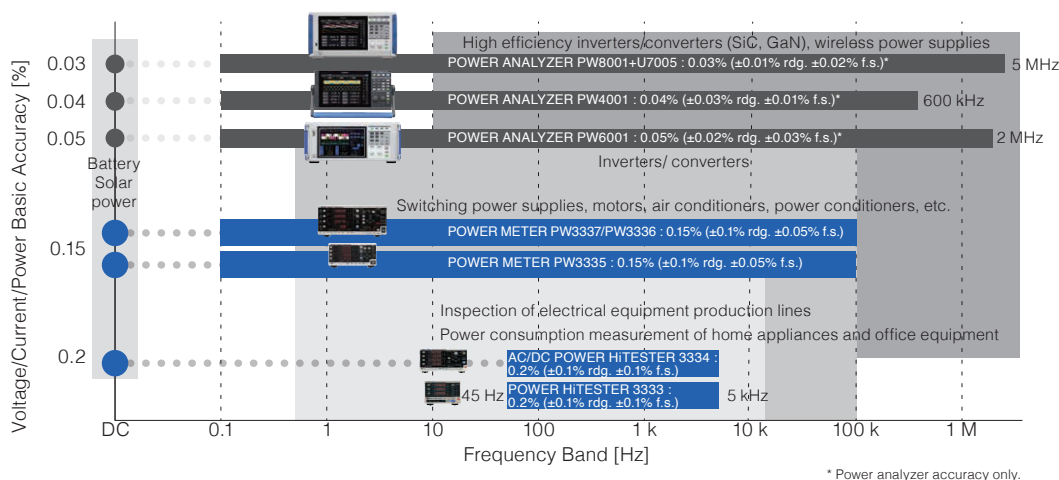 High efficiency inverters/converters (SiC, GaN), wireless power supplies
0.03
POWER ANALYZER PW8001+U7005 : 0.03% (±0.01% rdg. ±0.02% f.s.)*
5 MHz
0.04
POWER ANALYZER PW4001 : 0.04% (±0.03% rdg. ±0.01% f.s.)*
600 kHz
0.05
POWER ANALYZER PW6001 : 0.05% (±0.02% rdg. ±0.03% f.s.)*
2 MHz
Battery
Solar
power
Inverters/ converters
Switching power supplies, motors, air conditioners, power conditioners, etc.
POWER METER PW3337/PW3336 : 0.15% (±0.1% rdg. ±0.05% f.s.)
0.15
POWER METER PW3335 : 0.15% (±0.1% rdg. ±0.05% f.s.)
Inspection of electrical equipment production lines
Power consumption measurement of home appliances and office equipment
0.2
AC/DC POWER HiTESTER 3334 :
0.2% (±0.1% rdg. ±0.1% f.s.)
45 Hz
POWER HiTESTER 3333 :
0.2% (±0.1% rdg. ±0.1% f.s.)
5 kHz
Voltage/Current/Power Basic Accuracy [%]
DC
0.1
1
10
100
1 k
10 k
100 k
1 M
Frequency Band [Hz]
* Power analyzer accuracy only.